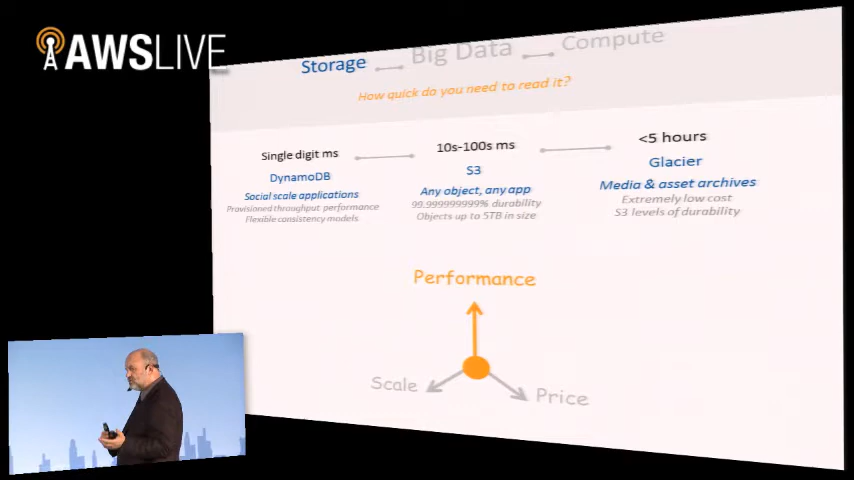 AWSLIVE
Storage Big Data Compute
How quick do you need to read it?
Single digit ms
DynamoDB
Social scale applications
Provisioned throughput performance
Flexible consistency models
10s-100s ms
S3
Any object, any app
99.999999999% durability
Objects up to 5TB in size
<5 hours
Glacier
Media & asset archives
Extremely low cost
S3 levels of durability
Performance
Scale
Price